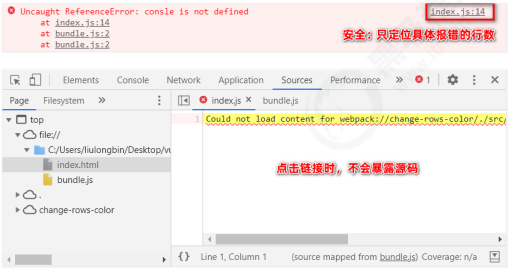 Uncaught ReferenceError: consle is not defined index.js:14
at index.js:14
at bundle.js:2
at bundle.js:2
安全：只定位具体报错的行数
Elements Console Network Application Sources Performance » 1
Page Filesystem » index.js × bundle.js
top
file://
C:/Users/liulongbin/Desktop/vu
index.html
bundle.js
.
change-rows-color
1 Could not load content for webpack://change-rows-color/./src/
点击链接时，不会暴露源码
{} Line 1, Column 1 (source mapped from bundle.js) Coverage: n/a